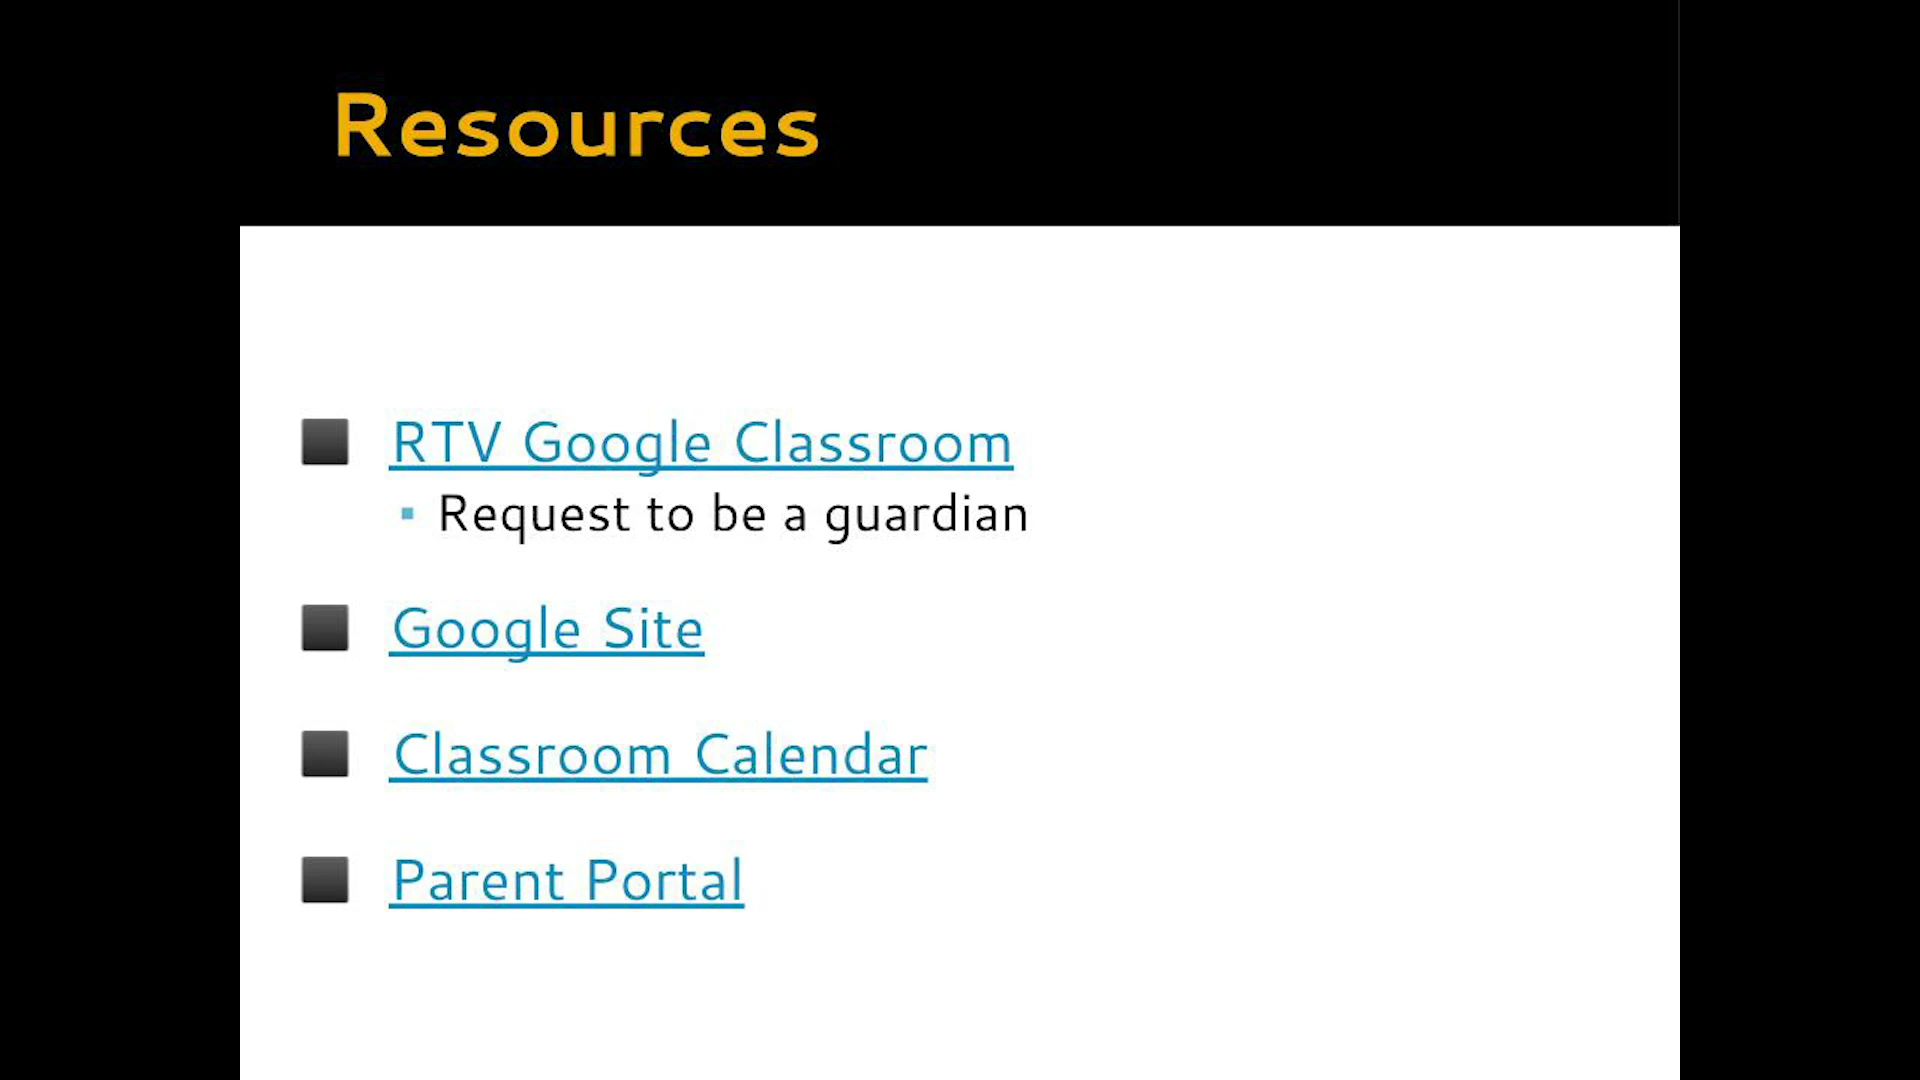 Resources
RTV Google Classroom
Request to be a guardian
Google Site
Classroom Calendar
Parent Portal